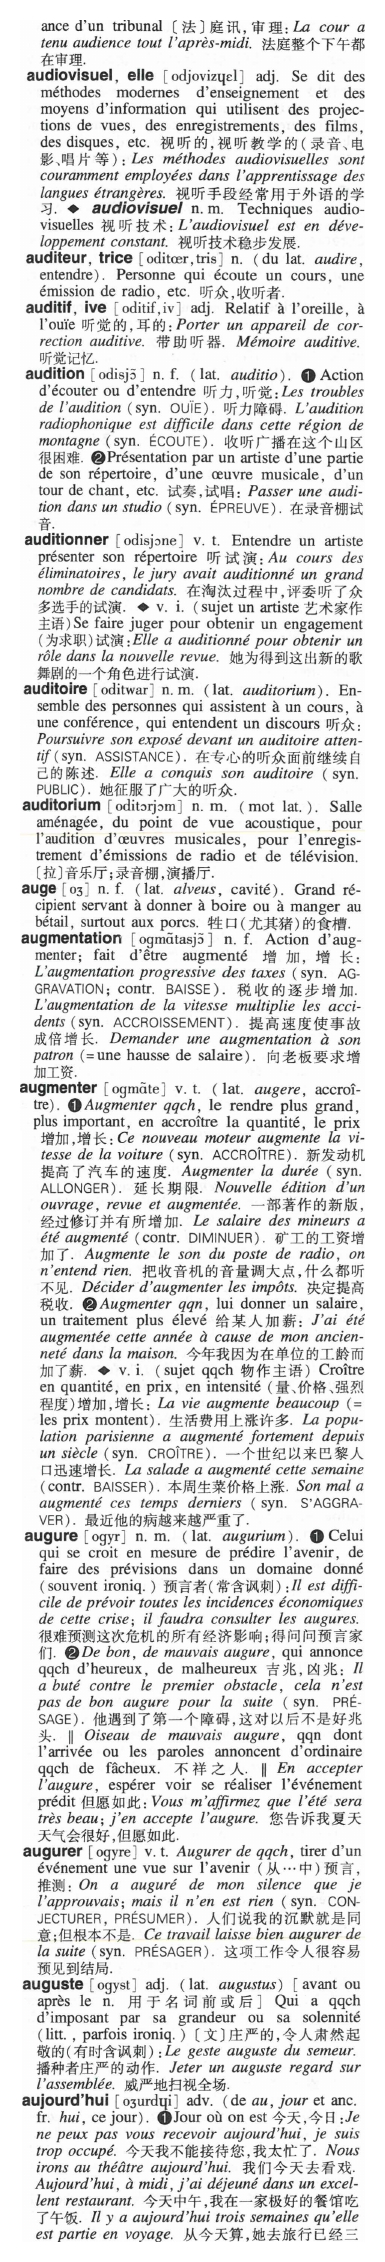 ance d'un tribunal〔法〕庭讯,审理: La cour a
tenu audience tout l'après-midi. 法庭整个下午都
在审理.
audiovisuel, elle [odjovizɥɛl] adj. Se dit des
méthodes modernes d'enseignement et des
moyens d'information qui utilisent des projec-
tions de vues, des enregistrements, des films,
des disques, etc. 视听的,视听教学的(录音、电
影、唱片等): Les méthodes audiovisuelles sont
couramment employées dans l'apprentissage des
langues étrangères. 视听手段经常用于外语的学
习. ◆ audiovisuel n. m. Techniques audio-
visuelles 视听技术: L'audiovisuel est en déve-
loppement constant. 视听技术稳步发展.
auditeur, trice [oditœr,tris] n. (du lat. audire,
entendre). Personne qui écoute un cours, une
émission de radio, etc. 听众,收听者.
auditif, ive [oditif,iv] adj. Relatif à l'oreille, à
l'ouïe 听觉的,耳的: Porter un appareil de cor-
rection auditive. 带助听器. Mémoire auditive.
听觉记忆.
audition [odisjɔ̃] n. f. (lat. auditio). ❶ Action
d'écouter ou d'entendre 听力,听觉: Les troubles
de l'audition (syn. OUÏE). 听力障碍. L'audition
radiophonique est difficile dans cette région de
montagne (syn. ÉCOUTE). 收听广播在这个山区
很困难. ❷Présentation par un artiste d'une partie
de son répertoire, d'une œuvre musicale, d'un
tour de chant, etc. 试奏,试唱: Passer une audi-
tion dans un studio (syn. ÉPREUVE). 在录音棚试
音.
auditionner [odisjɔne] v. t. Entendre un artiste
présenter son répertoire 听试演: Au cours des
éliminatoires, le jury avait auditionné un grand
nombre de candidats. 在淘汰过程中,评委听了众
多选手的试演. ◆ v. i. (sujet un artiste 艺术家作
主语) Se faire juger pour obtenir un engagement
(为求职)试演: Elle a auditionné pour obtenir un
rôle dans la nouvelle revue. 她为得到这出新的歌
舞剧的一个角色进行试演.
auditoire [oditwar] n. m. (lat. auditorium). En-
semble des personnes qui assistent à un cours, à
une conférence, qui entendent un discours 听众:
Poursuivre son exposé devant un auditoire atten-
tif (syn. ASSISTANCE). 在专心的听众面前继续自
己的陈述. Elle a conquis son auditoire (syn.
PUBLIC). 她征服了广大的听众.
auditorium [oditɔrjɔm] n. m. (mot lat.). Salle
aménagée, du point de vue acoustique, pour
l'audition d'œuvres musicales, pour l'enregis-
trement d'émissions de radio et de télévision.
〔拉〕音乐厅;录音棚,演播厅.
auge [oʒ] n. f. (lat. alveus, cavité). Grand ré-
cipient servant à donner à boire ou à manger au
bétail, surtout aux porcs. 牲口(尤其猪)的食槽.
augmentation [ogmɑ̃tasjɔ̃] n. f. Action d'aug-
menter; fait d'être augmenté 增加,增长:
L'augmentation progressive des taxes (syn. AG-
GRAVATION; contr. BAISSE). 税收的逐步增加.
L'augmentation de la vitesse multiplie les acci-
dents (syn. ACCROISSEMENT). 提高速度使事故
成倍增长. Demander une augmentation à son
patron (=une hausse de salaire). 向老板要求增
加工资.
augmenter [ogmɑ̃te] v. t. (lat. augere, accroî-
tre). ❶Augmenter qqch, le rendre plus grand,
plus important, en accroître la quantité, le prix
增加,增长: Ce nouveau moteur augmente la vi-
tesse de la voiture (syn. ACCROÎTRE). 新发动机
提高了汽车的速度. Augmenter la durée (syn.
ALLONGER). 延长期限. Nouvelle édition d'un
ouvrage, revue et augmentée. 一部著作的新版,
经过修订并有所增加. Le salaire des mineurs a
été augmenté (contr. DIMINUER). 矿工的工资增
加了. Augmente le son du poste de radio, on
n'entend rien. 把收音机的音量调大点,什么都听
不见. Décider d'augmenter les impôts. 决定提高
税收. ❷Augmenter qqn, lui donner un salaire,
un traitement plus élevé 给某人加薪: J'ai été
augmentée cette année à cause de mon ancien-
neté dans la maison. 今年我因为在单位的工龄而
加了薪. ◆ v. i. (sujet qqch 物作主语) Croître
en quantité, en prix, en intensité (量、价格、强烈
程度)增加,增长: La vie augmente beaucoup (=
les prix montent). 生活费用上涨许多. La popu-
lation parisienne a augmenté fortement depuis
un siècle (syn. CROÎTRE). 一个世纪以来巴黎人
口迅速增长. La salade a augmenté cette semaine
(contr. BAISSER). 本周生菜价格上涨. Son mal a
augmenté ces temps derniers (syn. S'AGGRA-
VER). 最近他的病越来越严重了.
augure [ogyr] n. m. (lat. augurium). ❶ Celui
qui se croit en mesure de prédire l'avenir, de
faire des prévisions dans un domaine donné
(souvent ironiq.) 预言者(常含讽刺): Il est diffi-
cile de prévoir toutes les incidences économiques
de cette crise; il faudra consulter les augures.
很难预测这次危机的所有经济影响;得问问预言家
们. ❷De bon, de mauvais augure, qui annonce
qqch d'heureux, de malheureux 吉兆,凶兆: Il
a buté contre le premier obstacle, cela n'est
pas de bon augure pour la suite (syn. PRÉ-
SAGE). 他遇到了第一个障碍,这对以后不是好兆
头. ‖ Oiseau de mauvais augure, qqn dont
l'arrivée ou les paroles annoncent d'ordinaire
qqch de fâcheux. 不祥之人. ‖ En accepter
l'augure, espérer voir se réaliser l'événement
prédit 但愿如此: Vous m'affirmez que l'été sera
très beau; j'en accepte l'augure. 您告诉我夏天
天气会很好,但愿如此.
augurer [ogyre] v. t. Augurer de qqch, tirer d'un
événement une vue sur l'avenir (从…中)预言,
推测: On a auguré de mon silence que je
l'approuvais; mais il n'en est rien (syn. CON-
JECTURER, PRÉSUMER). 人们说我的沉默就是同
意;但根本不是. Ce travail laisse bien augurer de
la suite (syn. PRÉSAGER). 这项工作令人很容易
预见到结局.
auguste [ogyst] adj. (lat. augustus) [avant ou
après le n. 用于名词前或后] Qui a qqch
d'imposant par sa grandeur ou sa solennité
(litt., parfois ironiq.)〔文〕庄严的,令人肃然起
敬的(有时含讽刺): Le geste auguste du semeur.
播种者庄严的动作. Jeter un auguste regard sur
l'assemblée. 威严地扫视全场.
aujourd'hui [oʒurdɥi] adv. (de au, jour et anc.
fr. hui, ce jour). ❶Jour où on est 今天,今日: Je
ne peux pas vous recevoir aujourd'hui, je suis
trop occupé. 今天我不能接待您,我太忙了. Nous
irons au théâtre aujourd'hui. 我们今天去看戏.
Aujourd'hui, à midi, j'ai déjeuné dans un excel-
lent restaurant. 今天中午,我在一家极好的餐馆吃
了午饭. Il y a aujourd'hui trois semaines qu'elle
est partie en voyage. 从今天算,她去旅行已经三